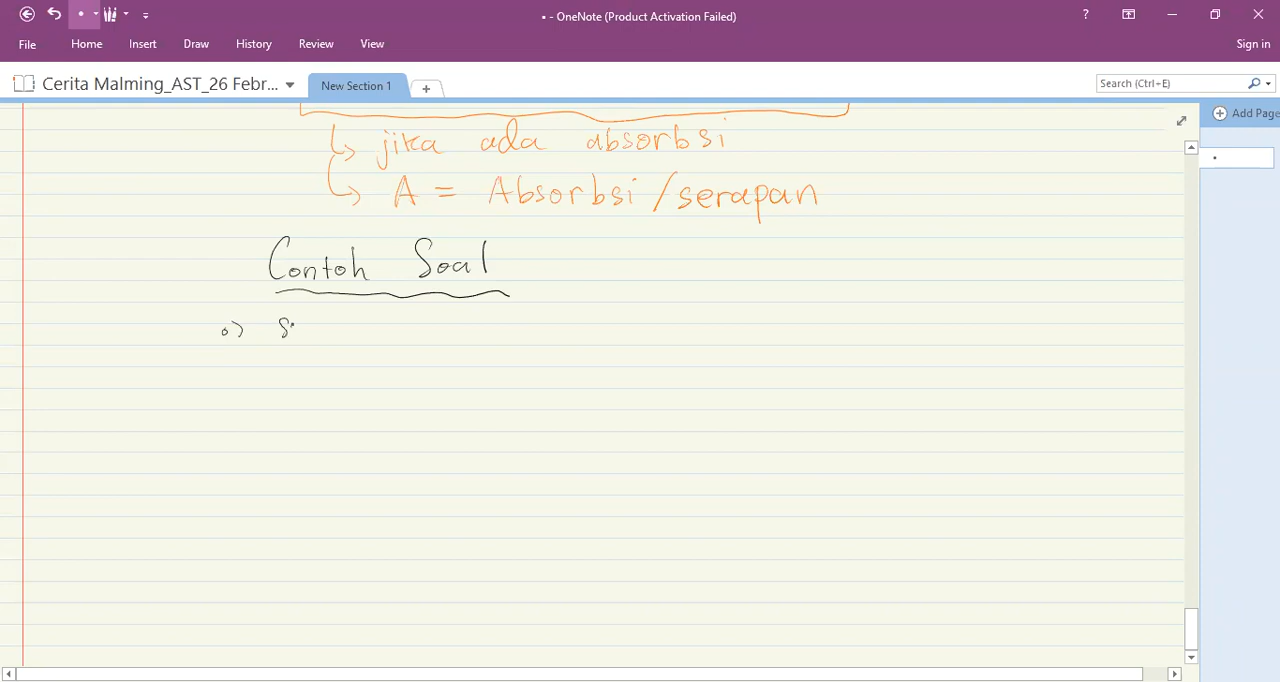 • - OneNote (Product Activation Failed)
?
File Home Insert Draw History Review View Sign in
Cerita Malming_AST_26 Febr... New Section 1 +
Search (Ctrl+E)
Add Page
↳ jika ada absorbsi
↳ A = Absorbsi/serapan
Contoh Soal